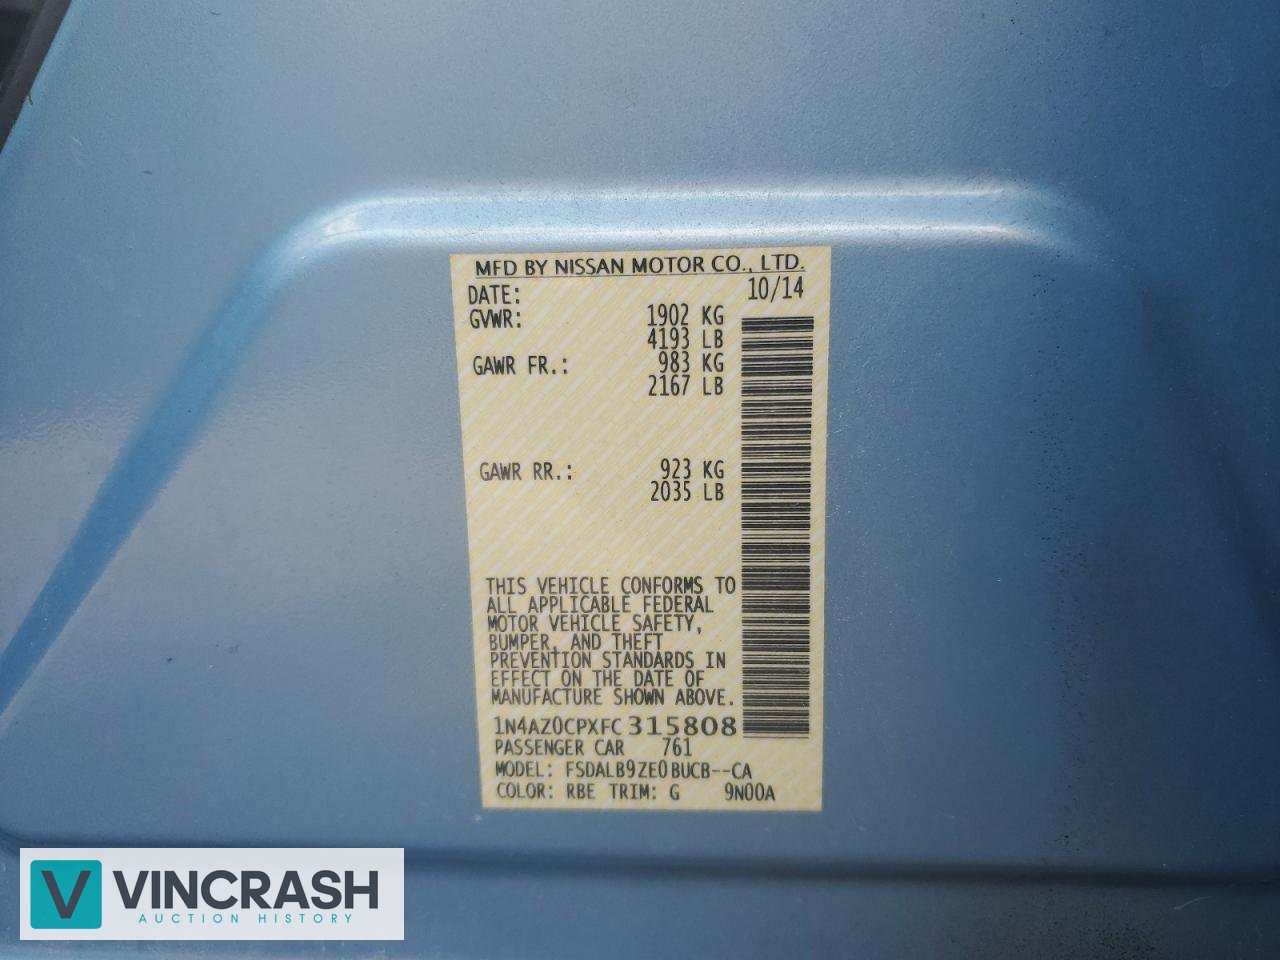 MFD BY NISSAN MOTOR CO., LTD.
DATE: 10/14
GVWR: 1902 KG
4193 LB
GAWR FR.: 983 KG
2167 LB
GAWR RR.: 923 KG
2035 LB
THIS VEHICLE CONFORMS TO
ALL APPLICABLE FEDERAL
MOTOR VEHICLE SAFETY,
BUMPER, AND THEFT
PREVENTION STANDARDS IN
EFFECT ON THE DATE OF
MANUFACTURE SHOWN ABOVE.
1N4AZ0CPXFC315808
PASSENGER CAR 761
MODEL: FSDALB9ZE0BUCB--CA
COLOR: RBE TRIM: G 9N00A
V VINCRASH
AUCTION HISTORY